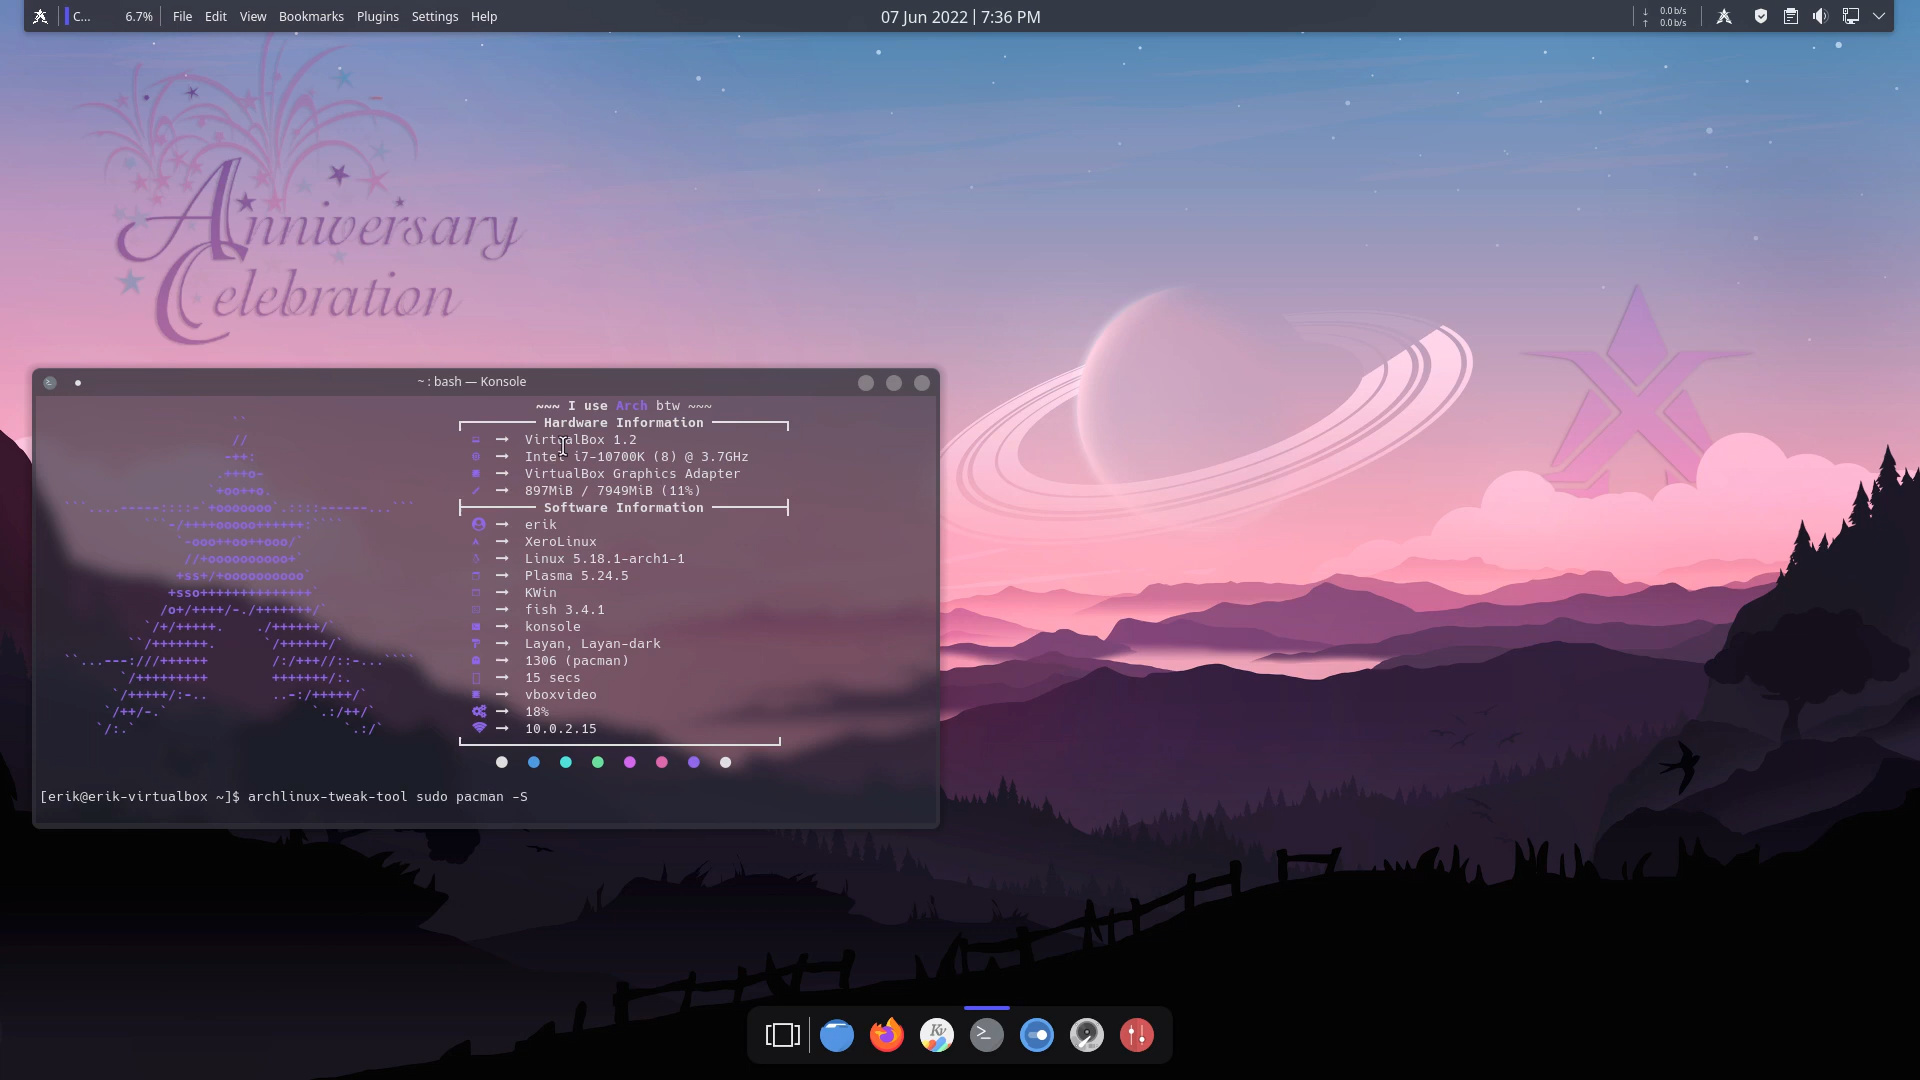 C... 6.7% File Edit View Bookmarks Plugins Settings Help
07 Jun 2022 | 7:36 PM
↓ 0.0 b/s
↑ 0.0 b/s
Anniversary
Celebration
~ : bash — Konsole
~~~ I use Arch btw ~~~
Hardware Information
→ VirtualBox 1.2
→ Intel i7-10700K (8) @ 3.7GHz
→ VirtualBox Graphics Adapter
→ 897MiB / 7949MiB (11%)
Software Information
→ erik
→ XeroLinux
→ Linux 5.18.1-arch1-1
→ Plasma 5.24.5
→ KWin
→ fish 3.4.1
→ konsole
→ Layan, Layan-dark
→ 1306 (pacman)
→ 15 secs
→ vboxvideo
→ 18%
→ 10.0.2.15
[erik@erik-virtualbox ~]$ archlinux-tweak-tool sudo pacman -S
Kv